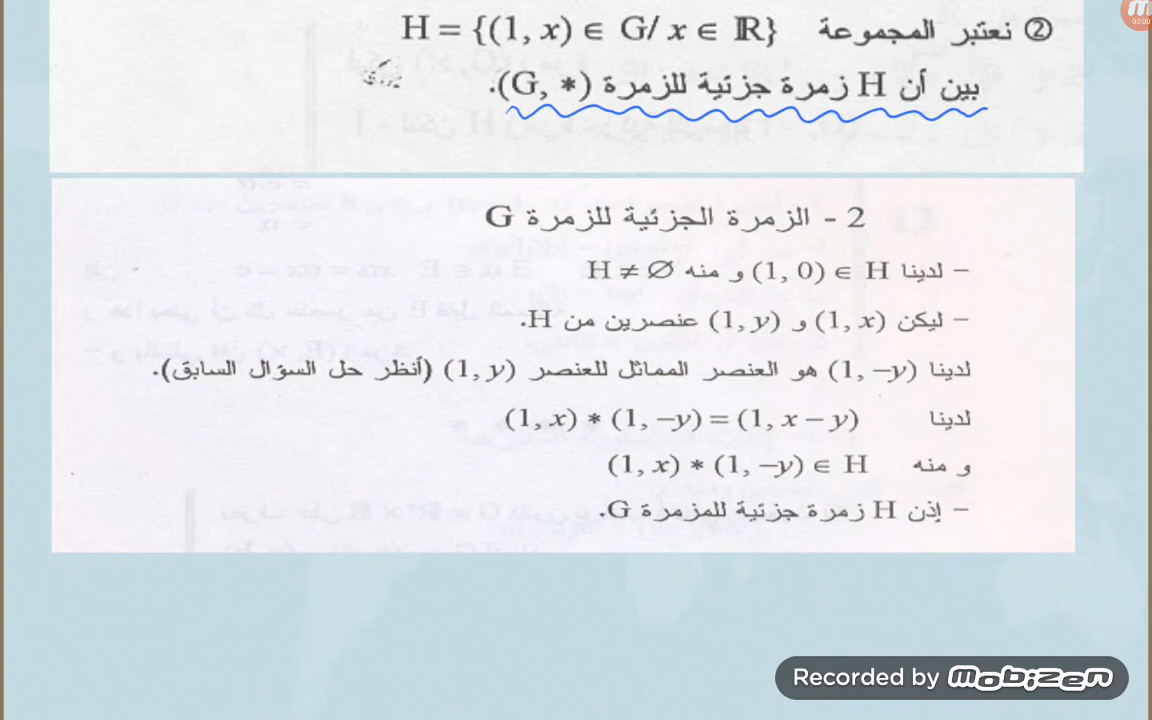 ② نعتبر المجموعة H = {(1, x) ∈ G/ x ∈ ℝ}
بين أن H زمرة جزئية للزمرة (G, *).
2 - الزمرة الجزئية للزمرة G
– لدينا (1, 0) ∈ H و منه H ≠ ∅
– ليكن (1, x) و (1, y) عنصرين من H.
لدينا (1, –y) هو العنصر المماثل للعنصر (1, y) (أنظر حل السؤال السابق).
لدينا (1, x) * (1, –y) = (1, x – y)
و منه (1, x) * (1, –y) ∈ H
– إذن H زمرة جزئية للمزمرة G.
03:00
Recorded by mobizen